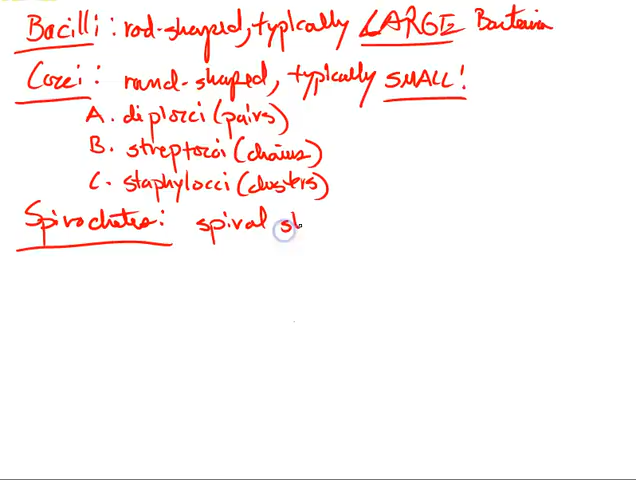 Bacilli: rod-shaped, typically LARGE Bacteria
Cocci: round-shaped, typically SMALL!
A. diplocci (pairs)
B. streptocci (chains)
C. staphylocci (clusters)
Spirochetes: spiral sh